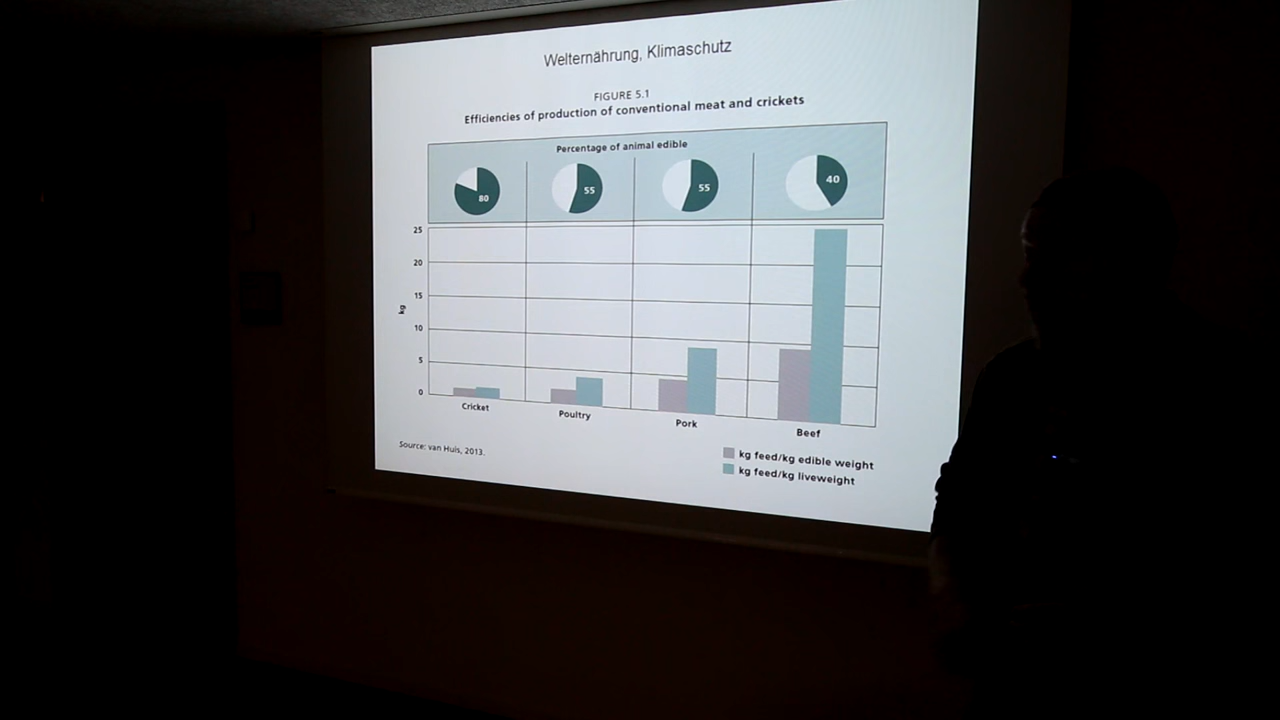 Welternährung, Klimaschutz
FIGURE 5.1
Efficiencies of production of conventional meat and crickets
Percentage of animal edible
80 55 55 40
25
20
15
10
5
0
kg
Cricket Poultry Pork Beef
Source: van Huis, 2013.
kg feed/kg edible weight
kg feed/kg liveweight